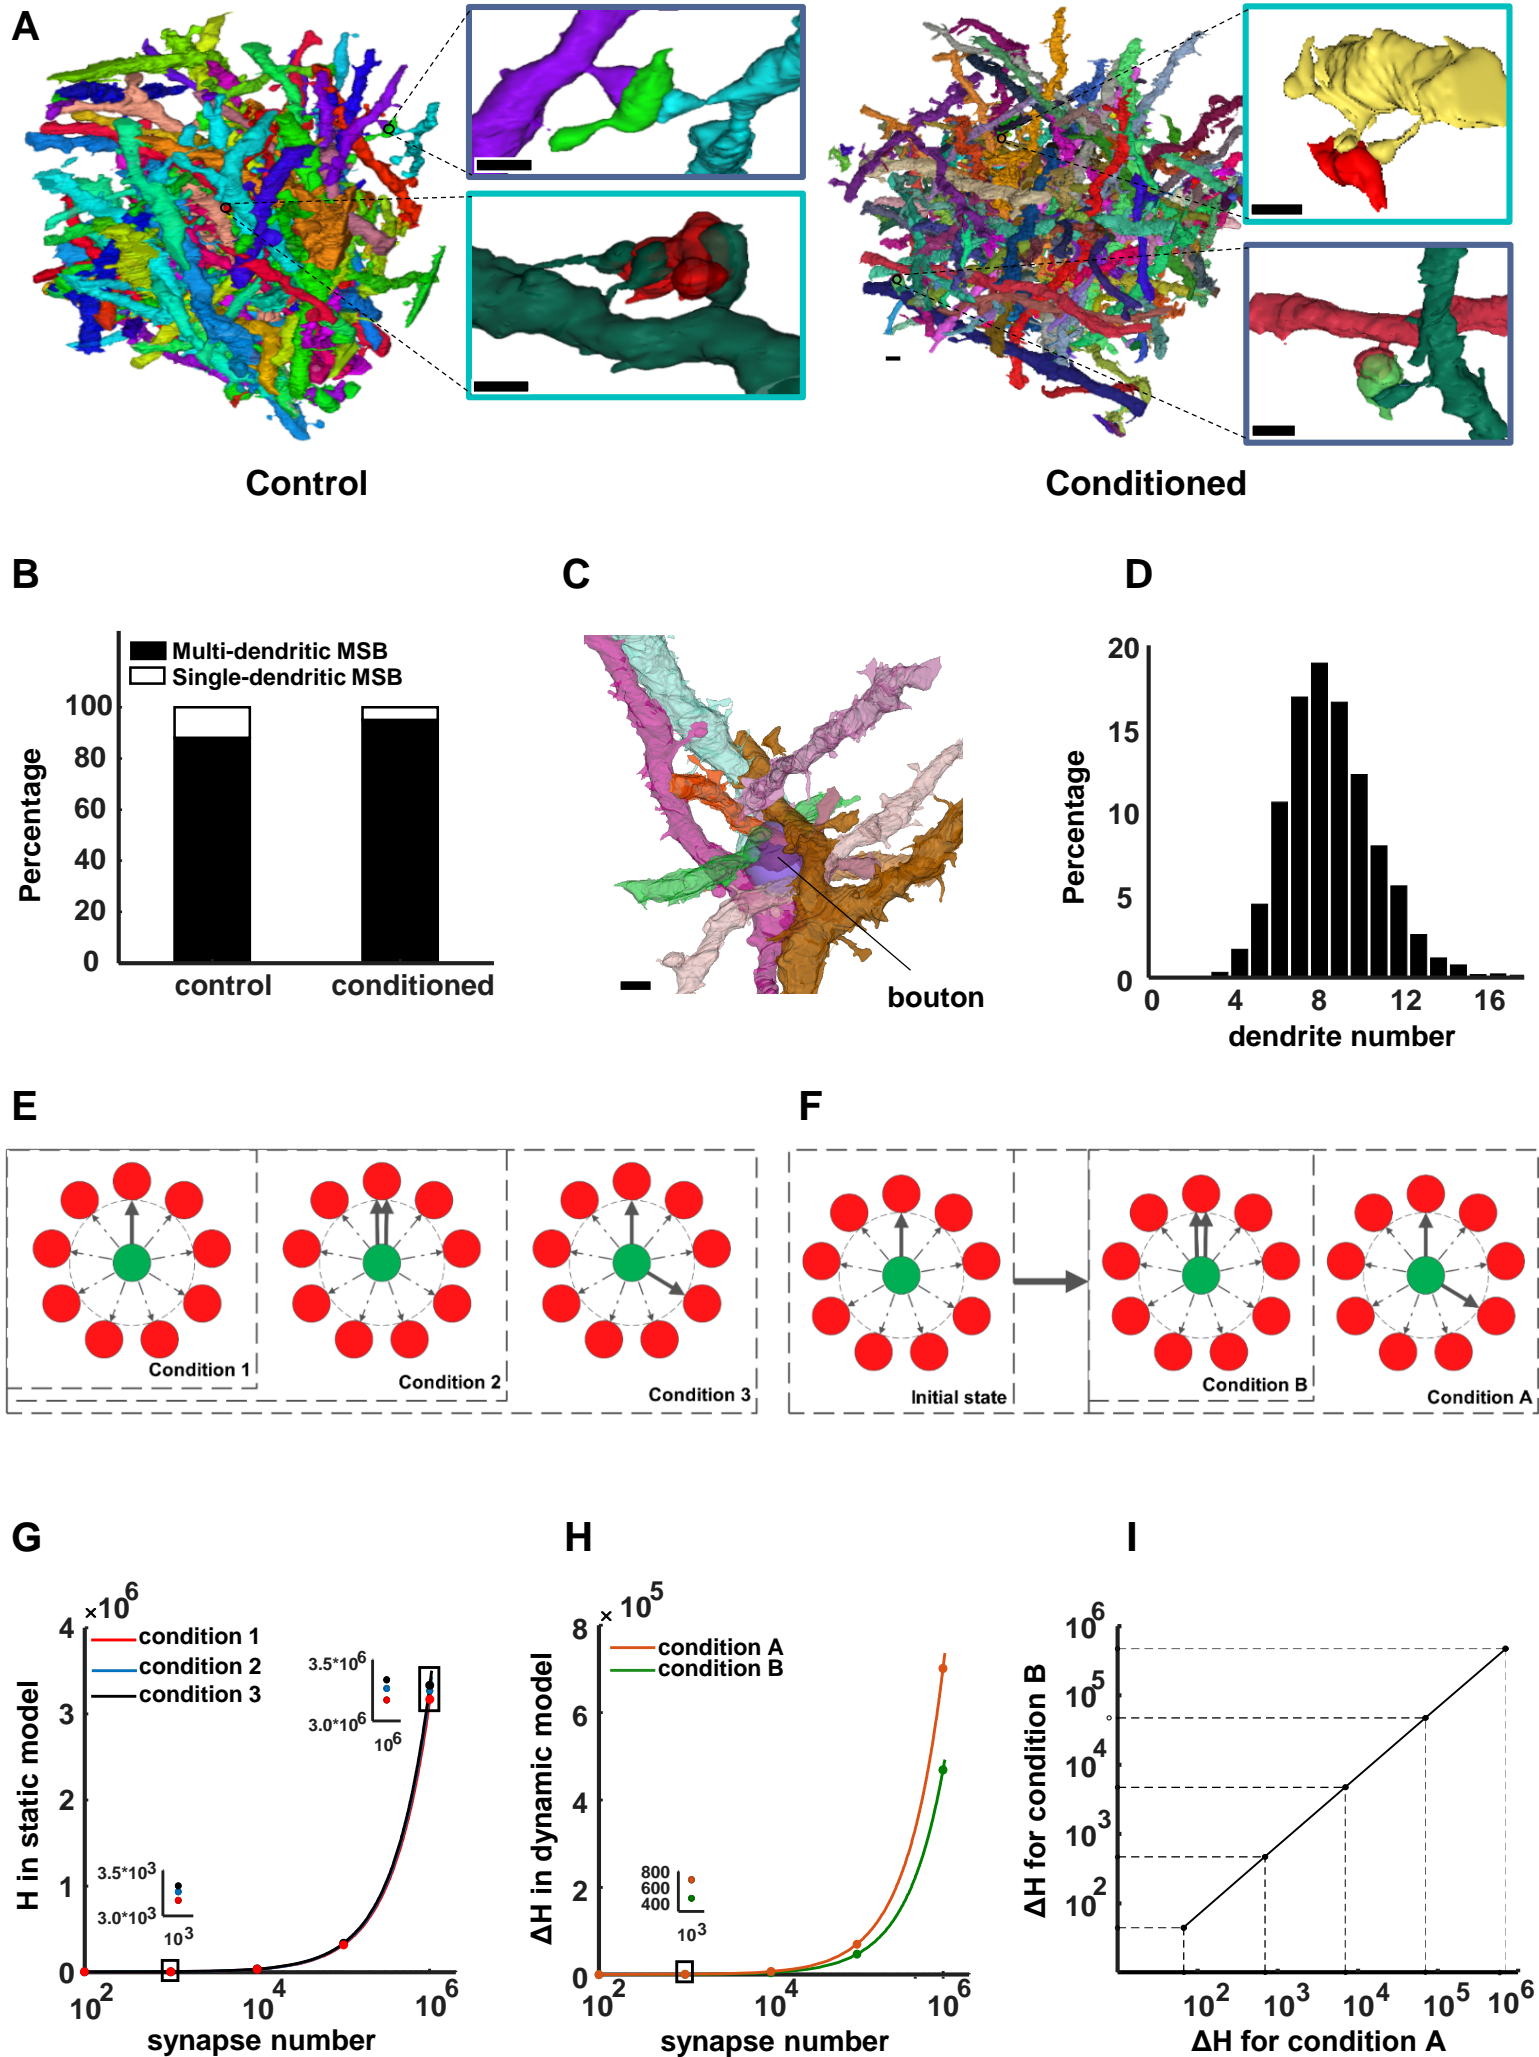 A
Control
Conditioned
B
C
D
Multi-dendritic MSB
Single-dendritic MSB
Percentage
100
80
60
40
20
0
control
conditioned
bouton
Percentage
20
15
10
5
0
0
4
8
12
16
dendrite number
E
F
Condition 1
Condition 2
Condition 3
Initial state
Condition B
Condition A
G
H
I
×10^6
H in static model
4
3
2
1
0
condition 1
condition 2
condition 3
3.5*10^6
3.0*10^6
10^6
3.5*10^3
3.0*10^3
10^3
10^2
10^4
10^6
synapse number
× 10^5
ΔH in dynamic model
8
6
4
2
0
condition A
condition B
800
600
400
10^3
10^2
10^4
10^6
synapse number
ΔH for condition B
10^6
10^5
10^4
10^3
10^2
10^2
10^3
10^4
10^5
10^6
ΔH for condition A